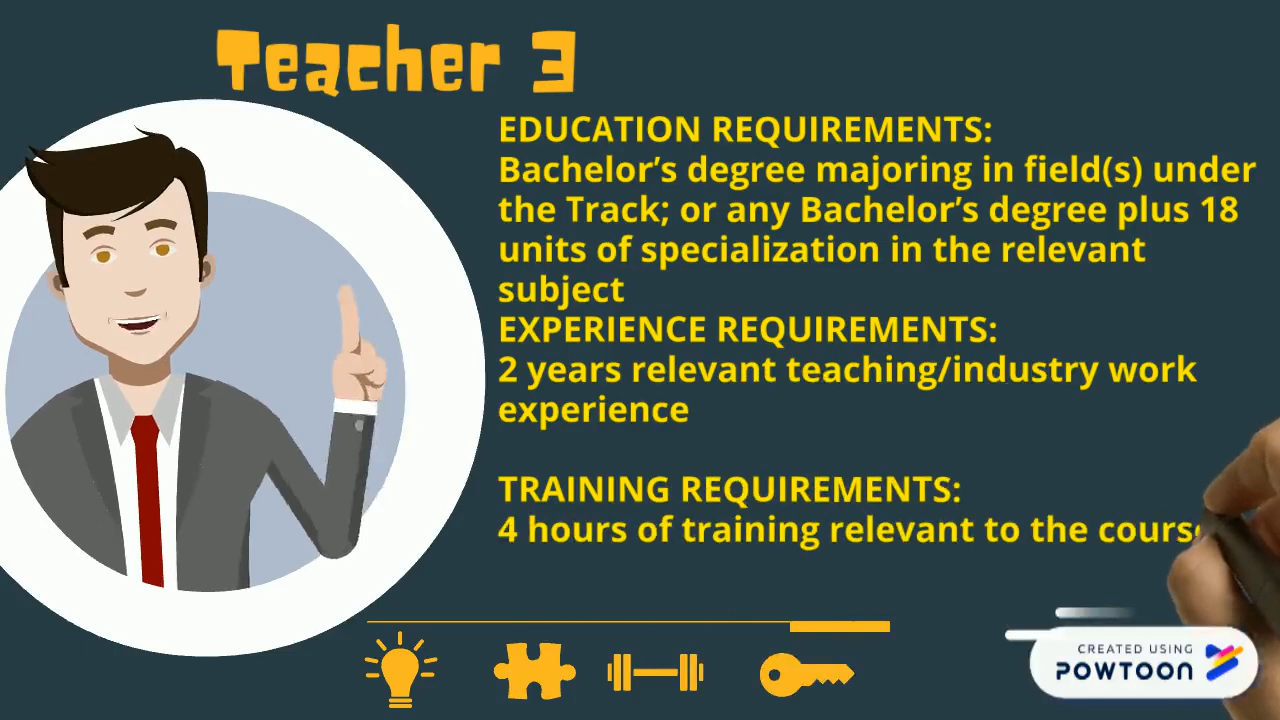 Teacher 3
EDUCATION REQUIREMENTS:
Bachelor’s degree majoring in field(s) under
the Track; or any Bachelor’s degree plus 18
units of specialization in the relevant
subject
EXPERIENCE REQUIREMENTS:
2 years relevant teaching/industry work
experience
TRAINING REQUIREMENTS:
4 hours of training relevant to the course
CREATED USING
POWTOON